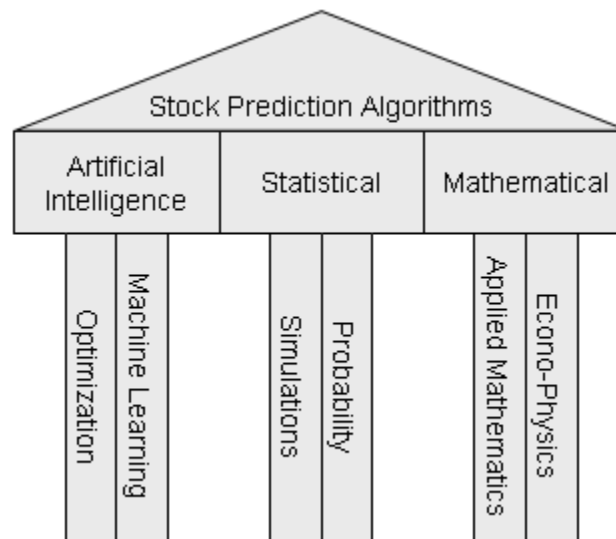 Stock Prediction Algorithms
Artificial
Intelligence
Statistical
Mathematical
Optimization
Machine Learning
Simulations
Probability
Applied Mathematics
Econo-Physics